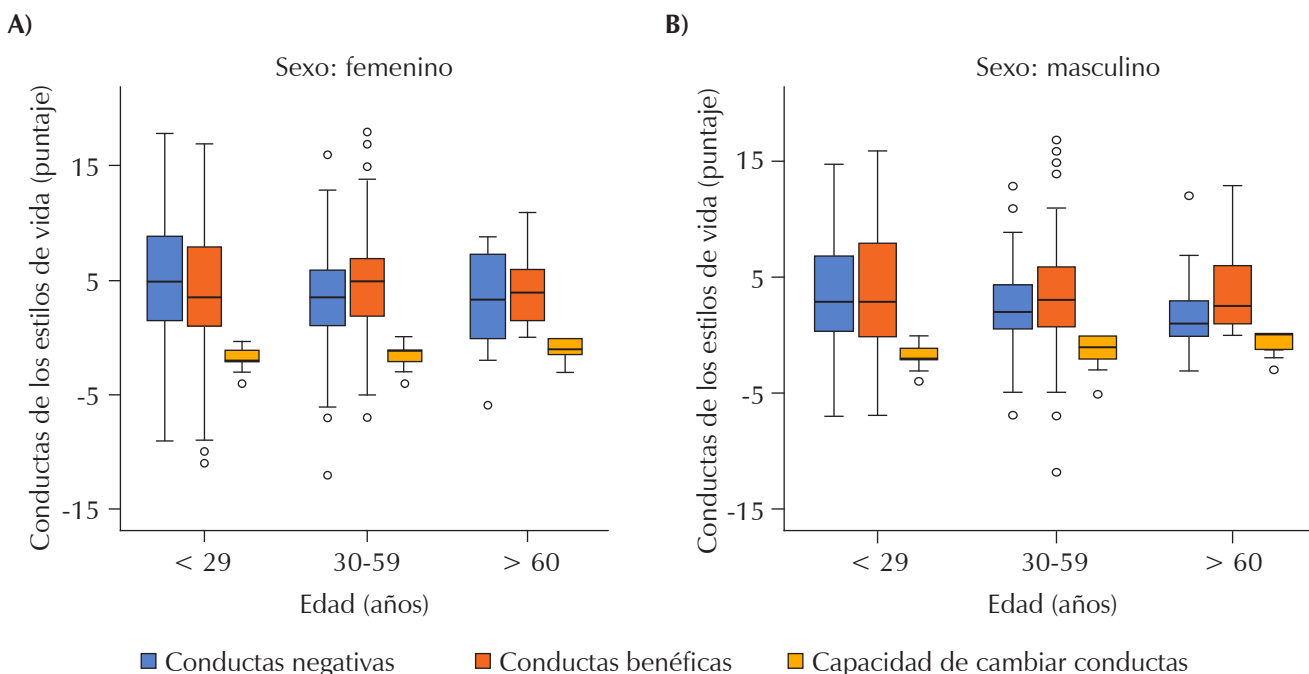 A)
Sexo: femenino
Conductas de los estilos de vida (puntaje)
15
5
-5
-15
< 29
30-59
> 60
Edad (años)
B)
Sexo: masculino
Conductas de los estilos de vida (puntaje)
15
5
-5
-15
< 29
30-59
> 60
Edad (años)
Conductas negativas
Conductas benéficas
Capacidad de cambiar conductas